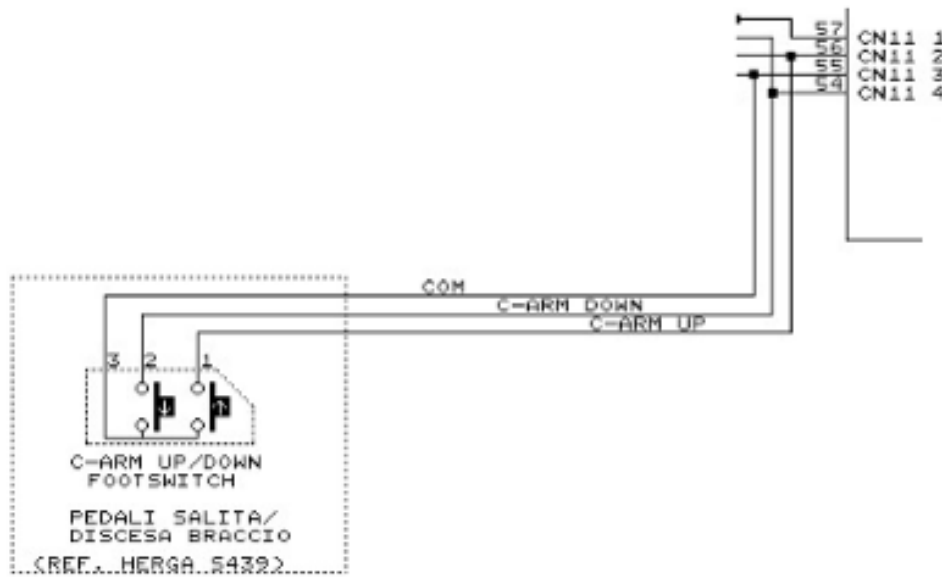 57 CN11 1
56 CN11 2
55 CN11 3
54 CN11 4
COM
C-ARM DOWN
C-ARM UP
3 2 1
C-ARM UP/DOWN
FOOTSWITCH
PEDALI SALITA/
DISCESA BRACCIO
(REF. HERGA S439)